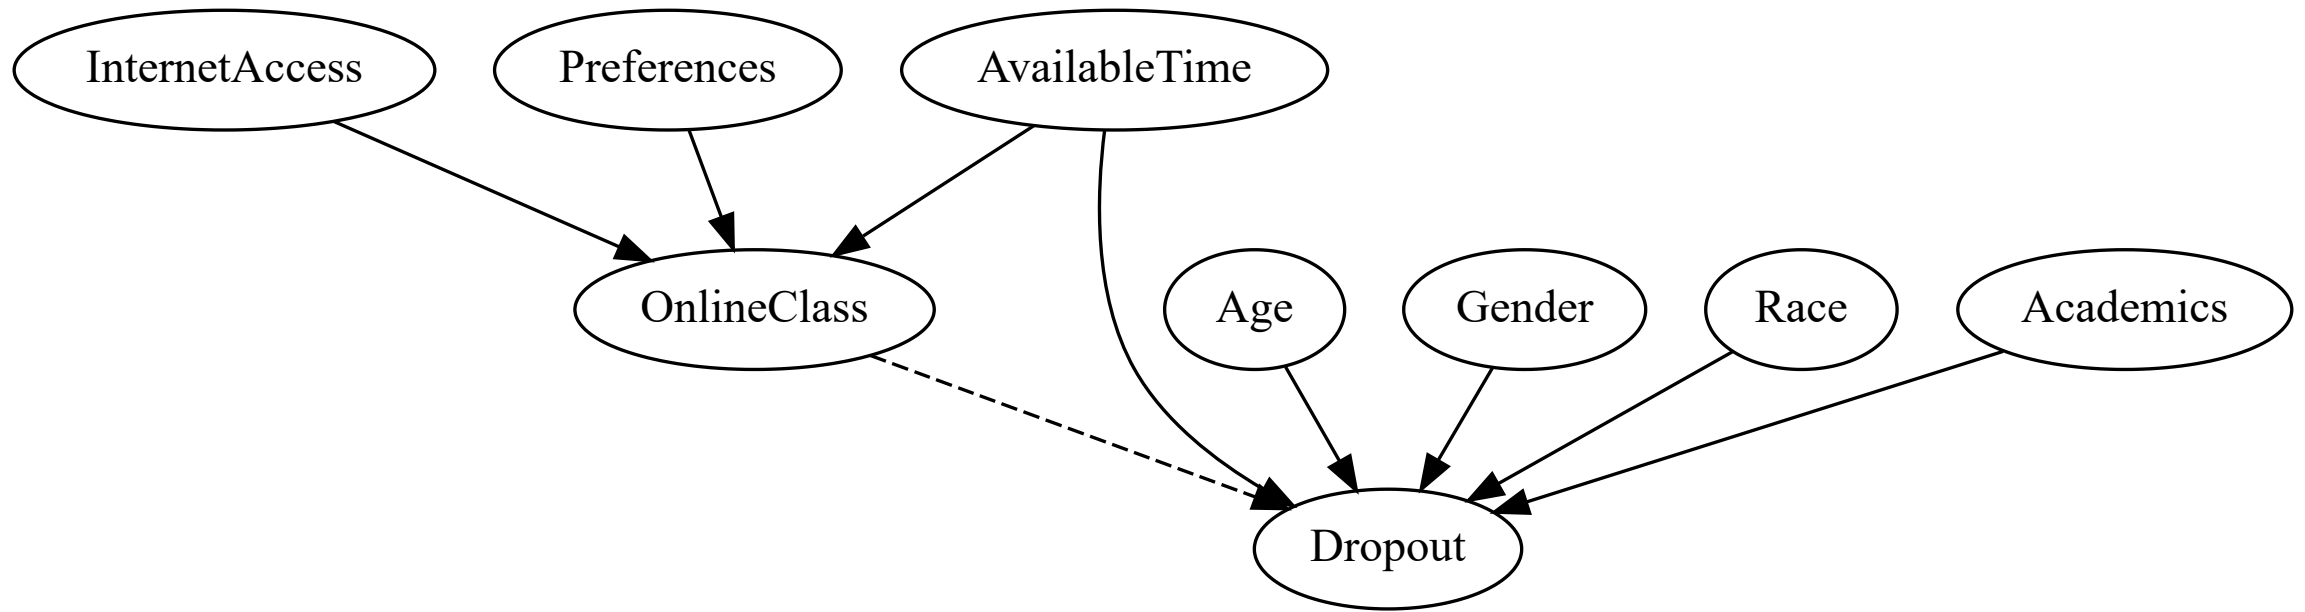 InternetAccess
Preferences
AvailableTime
OnlineClass
Age
Gender
Race
Academics
Dropout